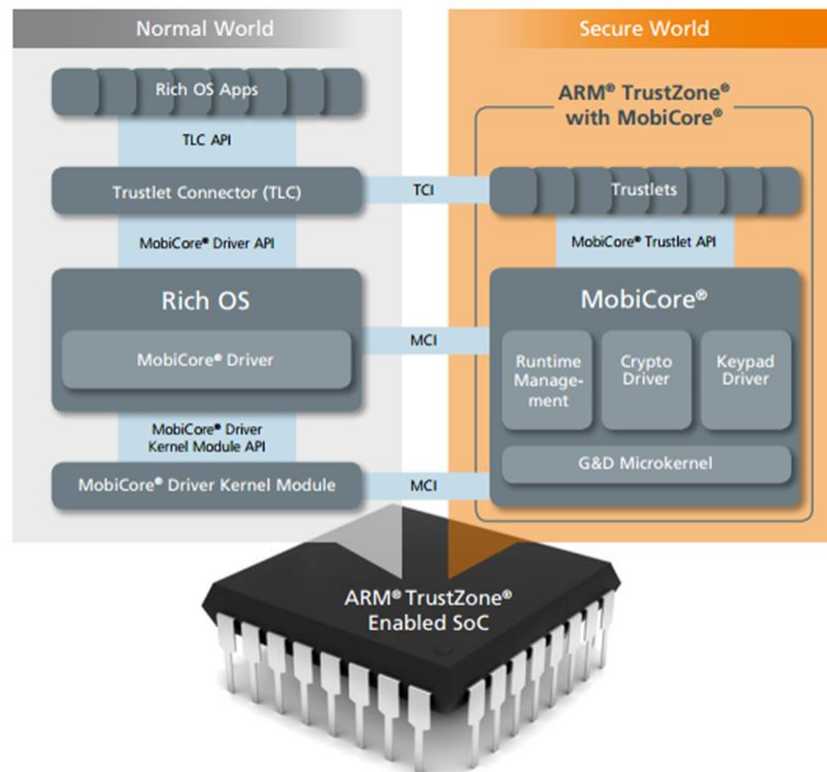 Normal World
Secure World
Rich OS Apps
TLC API
Trustlet Connector (TLC)
MobiCore® Driver API
Rich OS
MobiCore® Driver
MobiCore® Driver
Kernel Module API
MobiCore® Driver Kernel Module
TCI
MCI
MCI
ARM® TrustZone®
with MobiCore®
Trustlets
MobiCore® Trustlet API
MobiCore®
Runtime
Manage-
ment
Crypto
Driver
Keypad
Driver
G&D Microkernel
ARM® TrustZone®
Enabled SoC